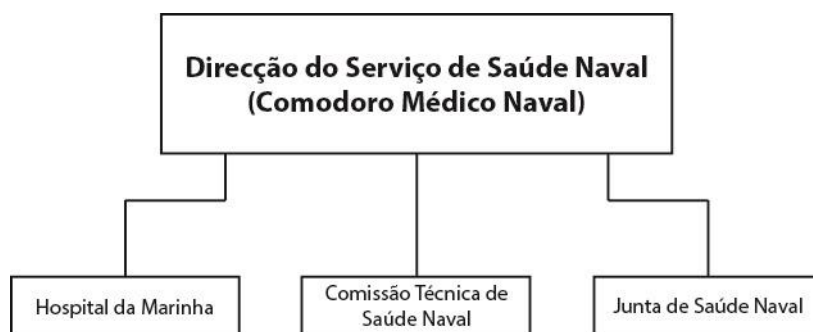 Direcção do Serviço de Saúde Naval
(Comodoro Médico Naval)
Hospital da Marinha
Comissão Técnica de
Saúde Naval
Junta de Saúde Naval